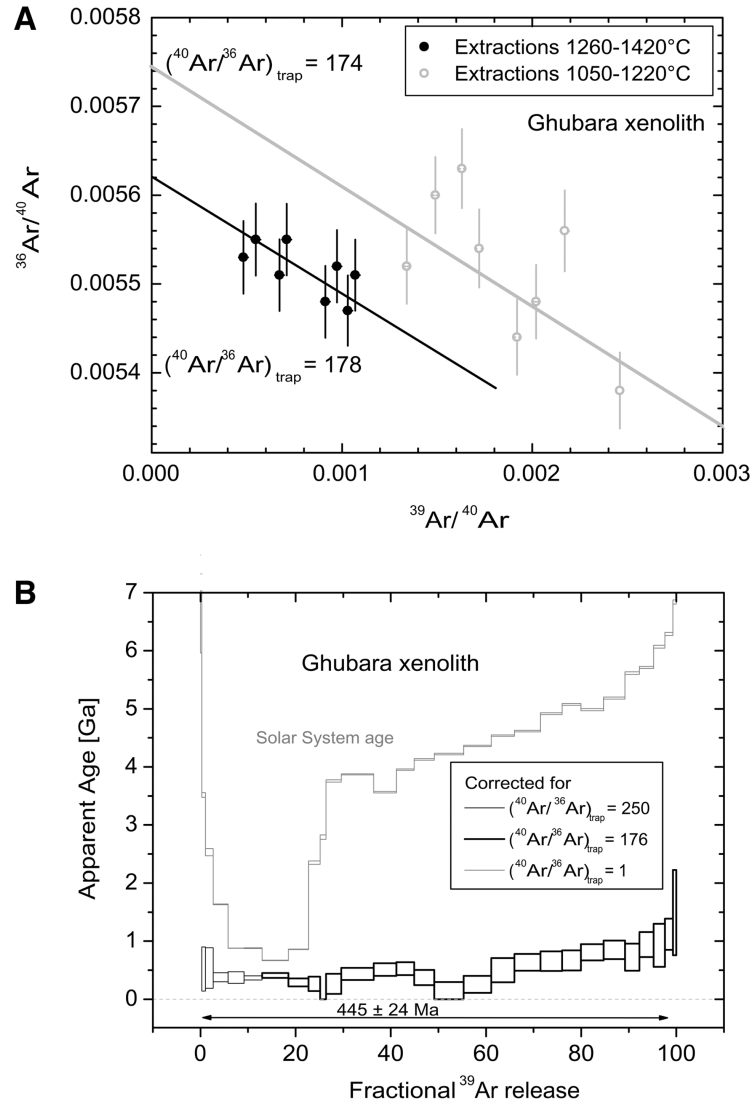 A
0.0058
0.0057
0.0056
0.0055
0.0054
36Ar/40Ar
(40Ar/36Ar)trap = 174
Extractions 1260-1420°C
Extractions 1050-1220°C
Ghubara xenolith
(40Ar/36Ar)trap = 178
0.000 0.001 0.002 0.003
39Ar/40Ar
B
7
6
5
4
3
2
1
0
Apparent Age [Ga]
Ghubara xenolith
Solar System age
Corrected for
(40Ar/36Ar)trap = 250
(40Ar/36Ar)trap = 176
(40Ar/36Ar)trap = 1
445 ± 24 Ma
0 20 40 60 80 100
Fractional 39Ar release